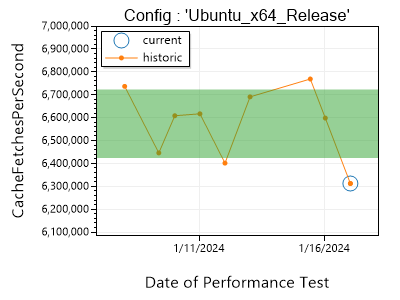 Config : 'Ubuntu_x64_Release'
7,000,000
6,900,000
6,800,000
6,700,000
6,600,000
6,500,000
6,400,000
6,300,000
6,200,000
6,100,000
CacheFetchesPerSecond
current
historic
1/11/2024
1/16/2024
Date of Performance Test